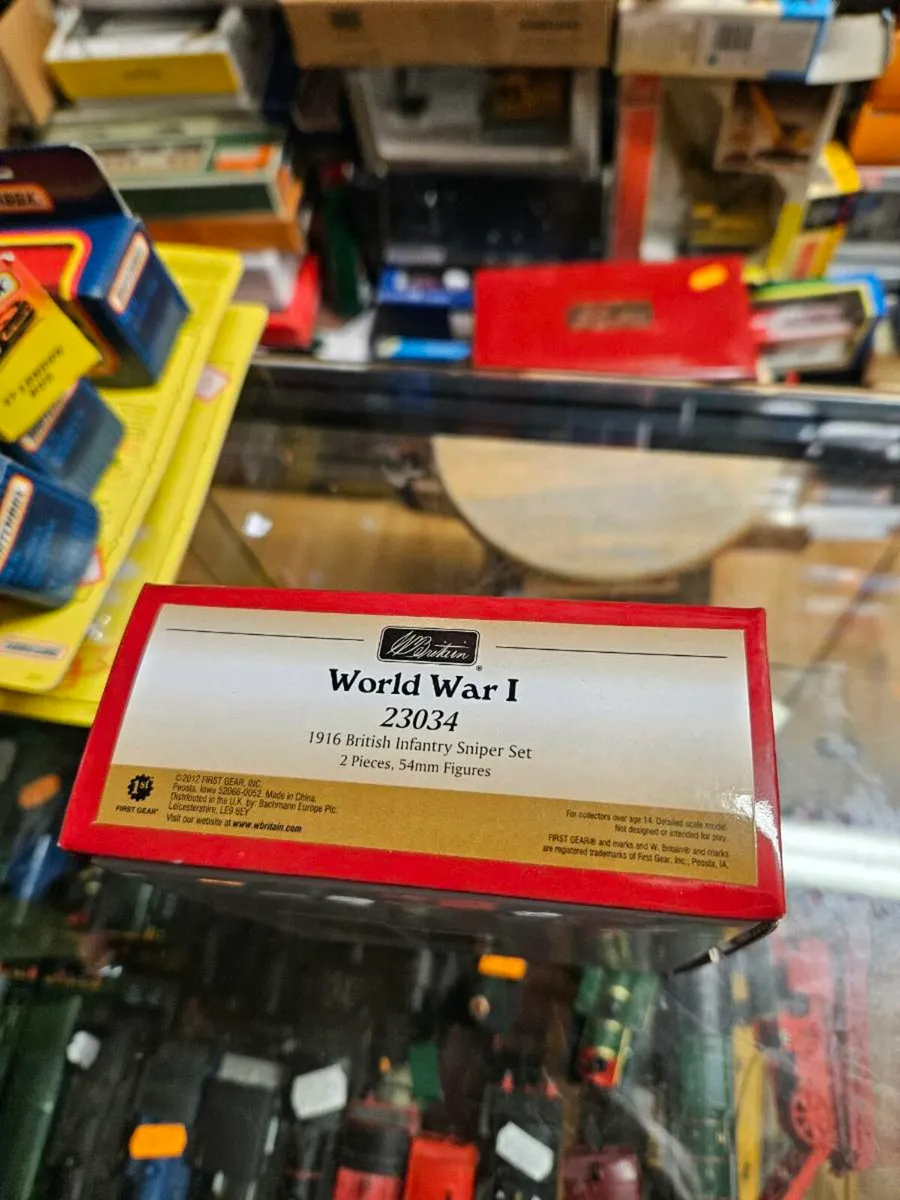 WBritain®
World War I
23034
1916 British Infantry Sniper Set
2 Pieces, 54mm Figures
1st
FIRST GEAR®
©2012 FIRST GEAR, INC.
Peosta, Iowa 52068-0052. Made in China.
Distributed in the U.K. by: Bachmann Europe Plc.
Leicestershire, LE9 8EY
Visit our website at www.wbritain.com
For collectors over age 14. Detailed scale model.
Not designed or intended for play.
FIRST GEAR® and marks and W. Britain® and marks
are registered trademarks of First Gear, Inc., Peosta, IA.